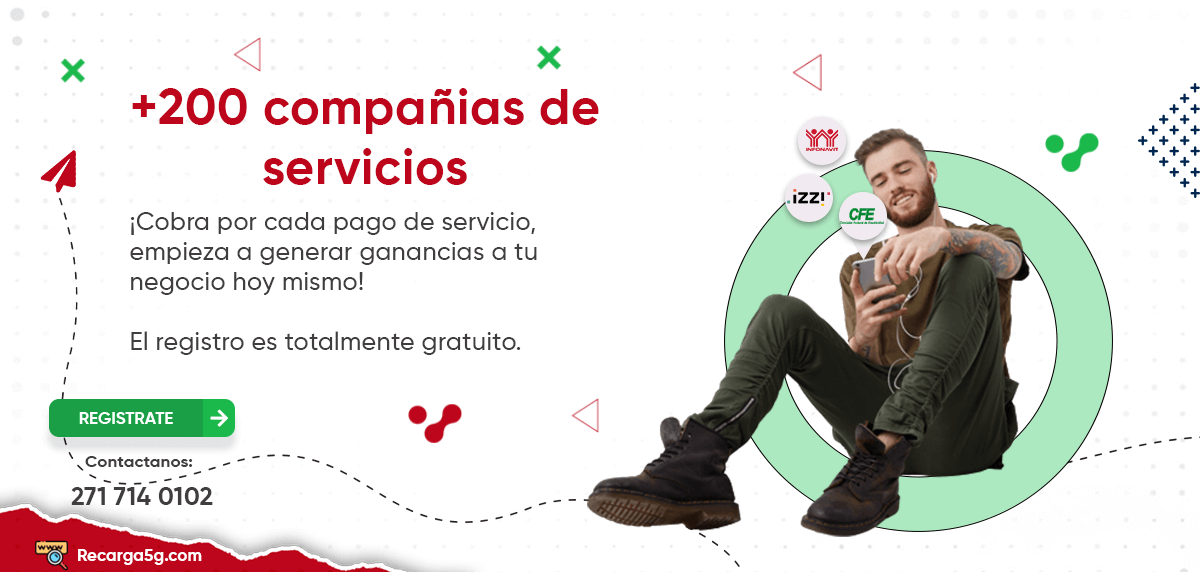 +200 compañias de
servicios
¡Cobra por cada pago de servicio,
empieza a generar ganancias a tu
negocio hoy mismo!
El registro es totalmente gratuito.
REGISTRATE
Contactanos:
271 714 0102
www
Recarga5g.com
INFONAVIT
izzi
CFE